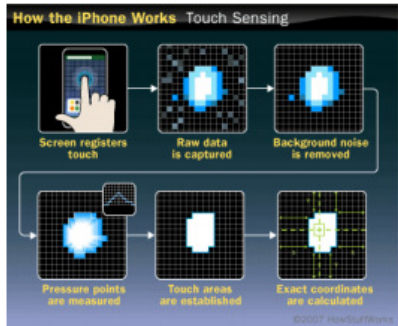 How the iPhone Works Touch Sensing
Screen registers
touch
Raw data
is captured
Background noise
is removed
Pressure points
are measured
Touch areas
are established
Exact coordinates
are calculated
©2007 HowStuffWorks